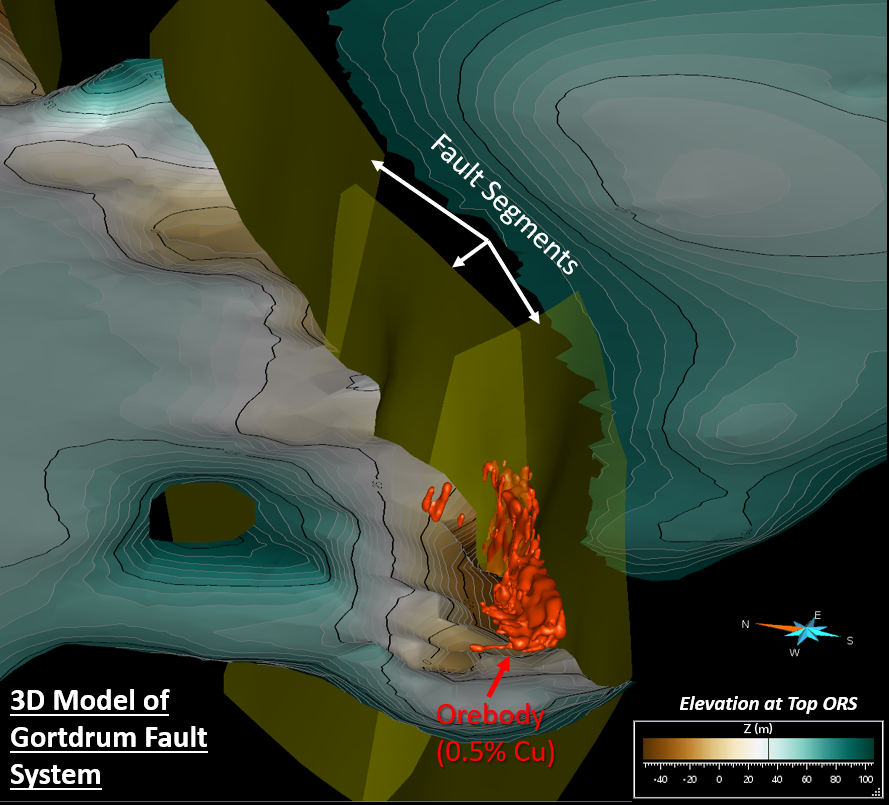 Fault Segments
N
E
S
W
Orebody
(0.5% Cu)
3D Model of
Gortdrum Fault
System
Elevation at Top ORS
Z (m)
-40 -20 0 20 40 60 80 100